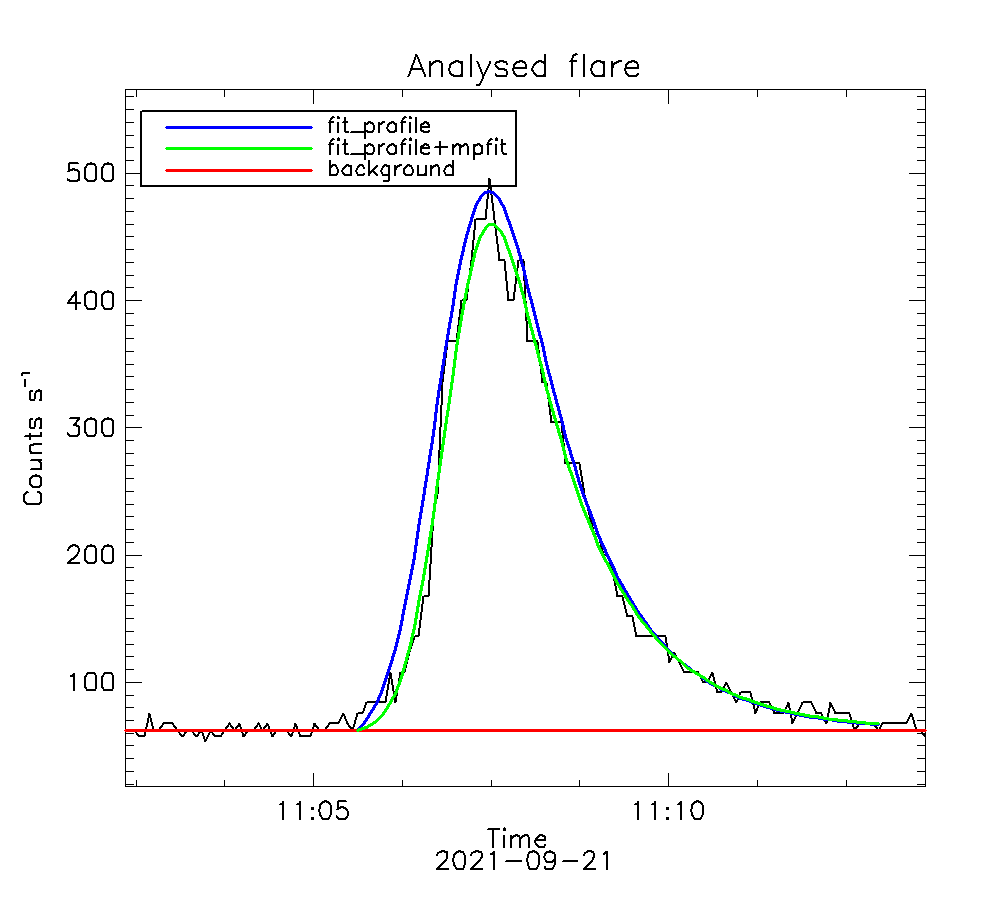 Analysed flare
fit_profile
fit_profile+mpfit
background
500
400
300
200
100
Counts s⁻¹
11:05
11:10
Time
2021-09-21